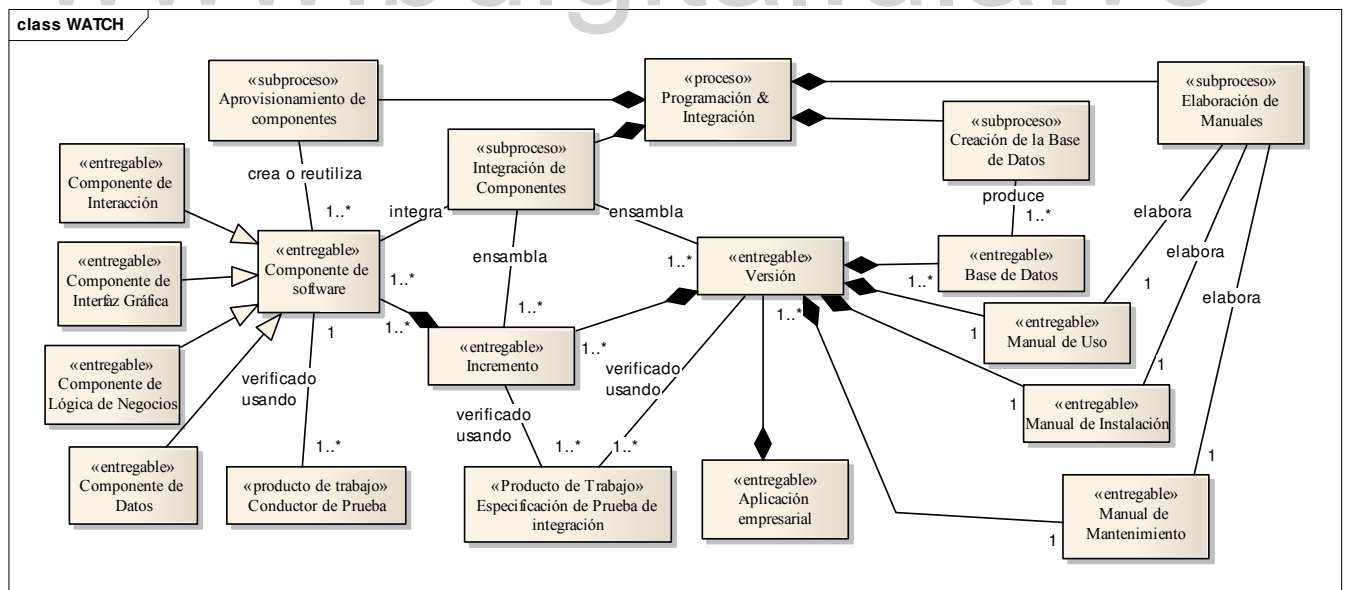 class WATCH
«subproceso»
Aprovisionamiento de
componentes
«proceso»
Programación &
Integración
«subproceso»
Elaboración de
Manuales
«subproceso»
Creación de la Base
de Datos
«subproceso»
Integración de
Componentes
«entregable»
Componente de
Interacción
crea o reutiliza
1..*
integra
ensambla
produce
1..*
elabora
«entregable»
Componente de
software
1..*
ensambla
«entregable»
Versión
1..*
«entregable»
Base de Datos
1..*
elabora
«entregable»
Componente de
Interfaz Gráfica
elabora
1
1..*
1..*
1..*
1
«entregable»
Manual de Uso
1
«entregable»
Incremento
1..*
1
«entregable»
Componente de
Lógica de Negocios
verificado
usando
verificado
usando
1
«entregable»
Manual de Instalación
verificado
usando
1..*
1..*
1..*
1
«entregable»
Componente de
Datos
«producto de trabajo»
Conductor de Prueba
«Producto de Trabajo»
Especificación de Prueba de
integración
«entregable»
Aplicación
empresarial
«entregable»
Manual de
Mantenimiento
1